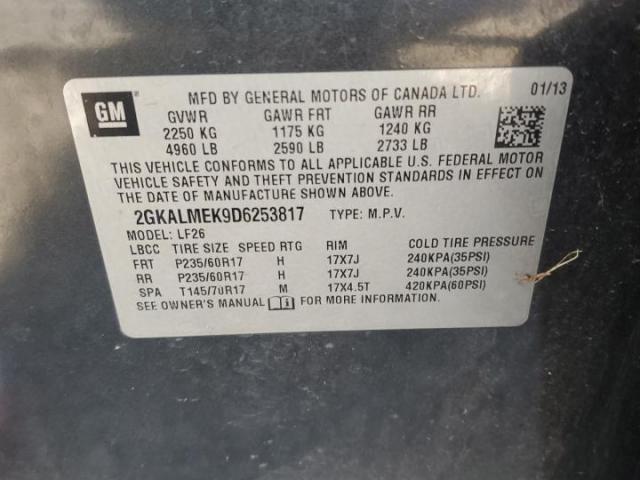 GM
MFD BY GENERAL MOTORS OF CANADA LTD. 01/13
GVWR GAWR FRT GAWR RR
2250 KG 1175 KG 1240 KG
4960 LB 2590 LB 2733 LB
THIS VEHICLE CONFORMS TO ALL APPLICABLE U.S. FEDERAL MOTOR
VEHICLE SAFETY AND THEFT PREVENTION STANDARDS IN EFFECT ON
THE DATE OF MANUFACTURE SHOWN ABOVE.
2GKALMEK9D6253817 TYPE: M.P.V.
MODEL: LF26
LBCC TIRE SIZE SPEED RTG RIM COLD TIRE PRESSURE
FRT P235/60R17 H 17X7J 240KPA(35PSI)
RR P235/60R17 H 17X7J 240KPA(35PSI)
SPA T145/70R17 M 17X4.5T 420KPA(60PSI)
SEE OWNER'S MANUAL FOR MORE INFORMATION.